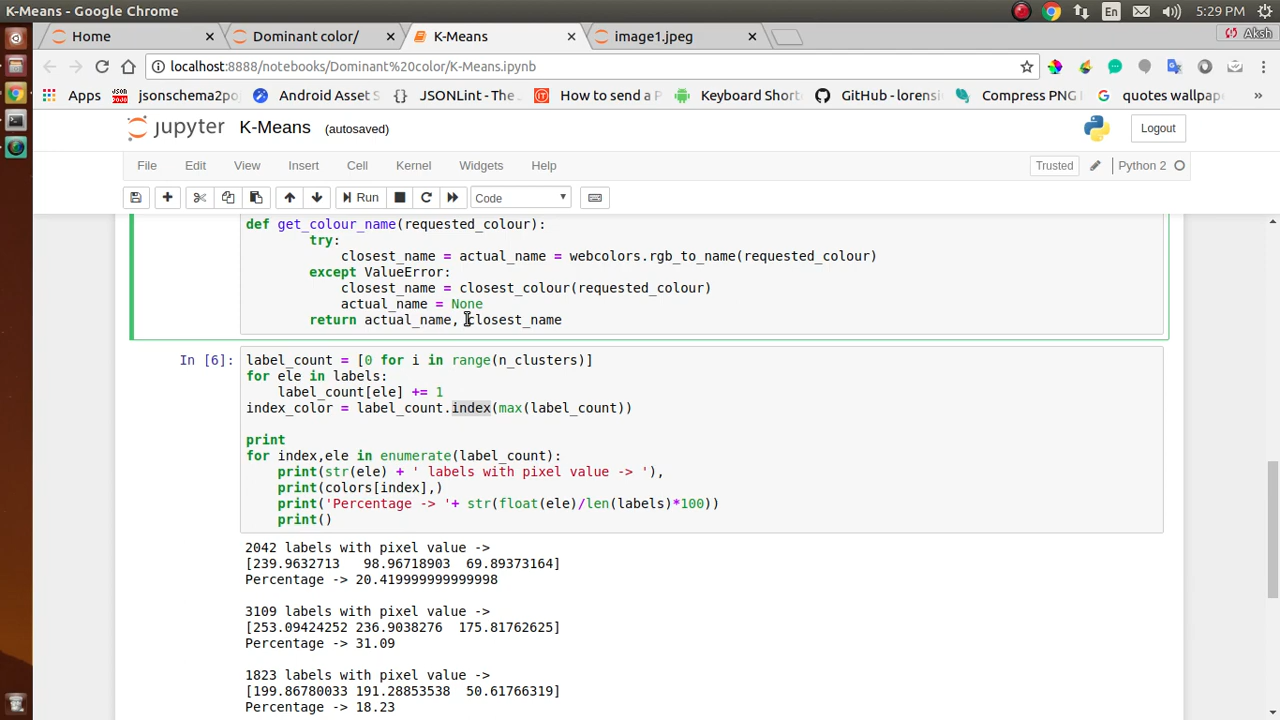 K-Means - Google Chrome
En
5:29 PM
Home
Dominant color/
K-Means
image1.jpeg
Aksh
localhost:8888/notebooks/Dominant%20color/K-Means.ipynb
Apps
jsonschema2po
Android Asset S
JSONLint - The
How to send a P
Keyboard Short
GitHub - lorensi
Compress PNG I
quotes wallpap
»
jupyter
K-Means
(autosaved)
Logout
File
Edit
View
Insert
Cell
Kernel
Widgets
Help
Trusted
Python 2
Run
Code
def get_colour_name(requested_colour):
try:
closest_name = actual_name = webcolors.rgb_to_name(requested_colour)
except ValueError:
closest_name = closest_colour(requested_colour)
actual_name = None
return actual_name, closest_name
In [6]:
label_count = [0 for i in range(n_clusters)]
for ele in labels:
label_count[ele] += 1
index_color = label_count.index(max(label_count))
print
for index,ele in enumerate(label_count):
print(str(ele) + ' labels with pixel value -> '),
print(colors[index],)
print('Percentage -> '+ str(float(ele)/len(labels)*100))
print()
2042 labels with pixel value ->
[239.9632713 98.96718903 69.89373164]
Percentage -> 20.419999999999998
3109 labels with pixel value ->
[253.09424252 236.9038276 175.81762625]
Percentage -> 31.09
1823 labels with pixel value ->
[199.86780033 191.28853538 50.61766319]
Percentage -> 18.23